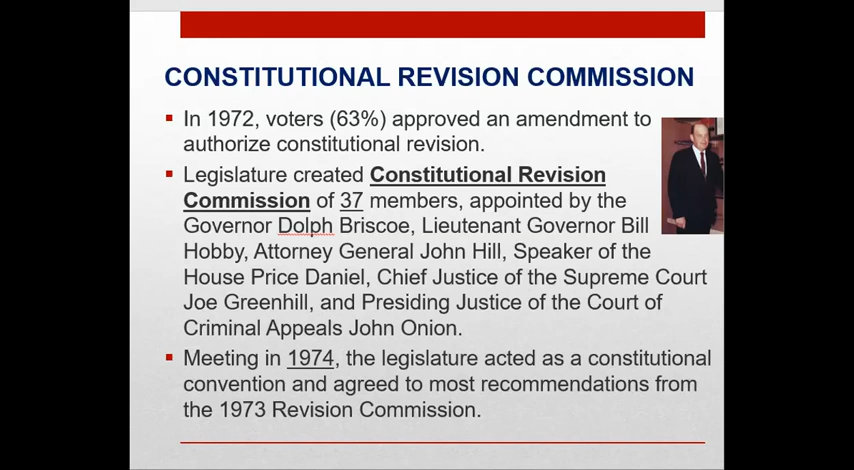 CONSTITUTIONAL REVISION COMMISSION
In 1972, voters (63%) approved an amendment to
authorize constitutional revision.
Legislature created Constitutional Revision
Commission of 37 members, appointed by the
Governor Dolph Briscoe, Lieutenant Governor Bill
Hobby, Attorney General John Hill, Speaker of the
House Price Daniel, Chief Justice of the Supreme Court
Joe Greenhill, and Presiding Justice of the Court of
Criminal Appeals John Onion.
Meeting in 1974, the legislature acted as a constitutional
convention and agreed to most recommendations from
the 1973 Revision Commission.